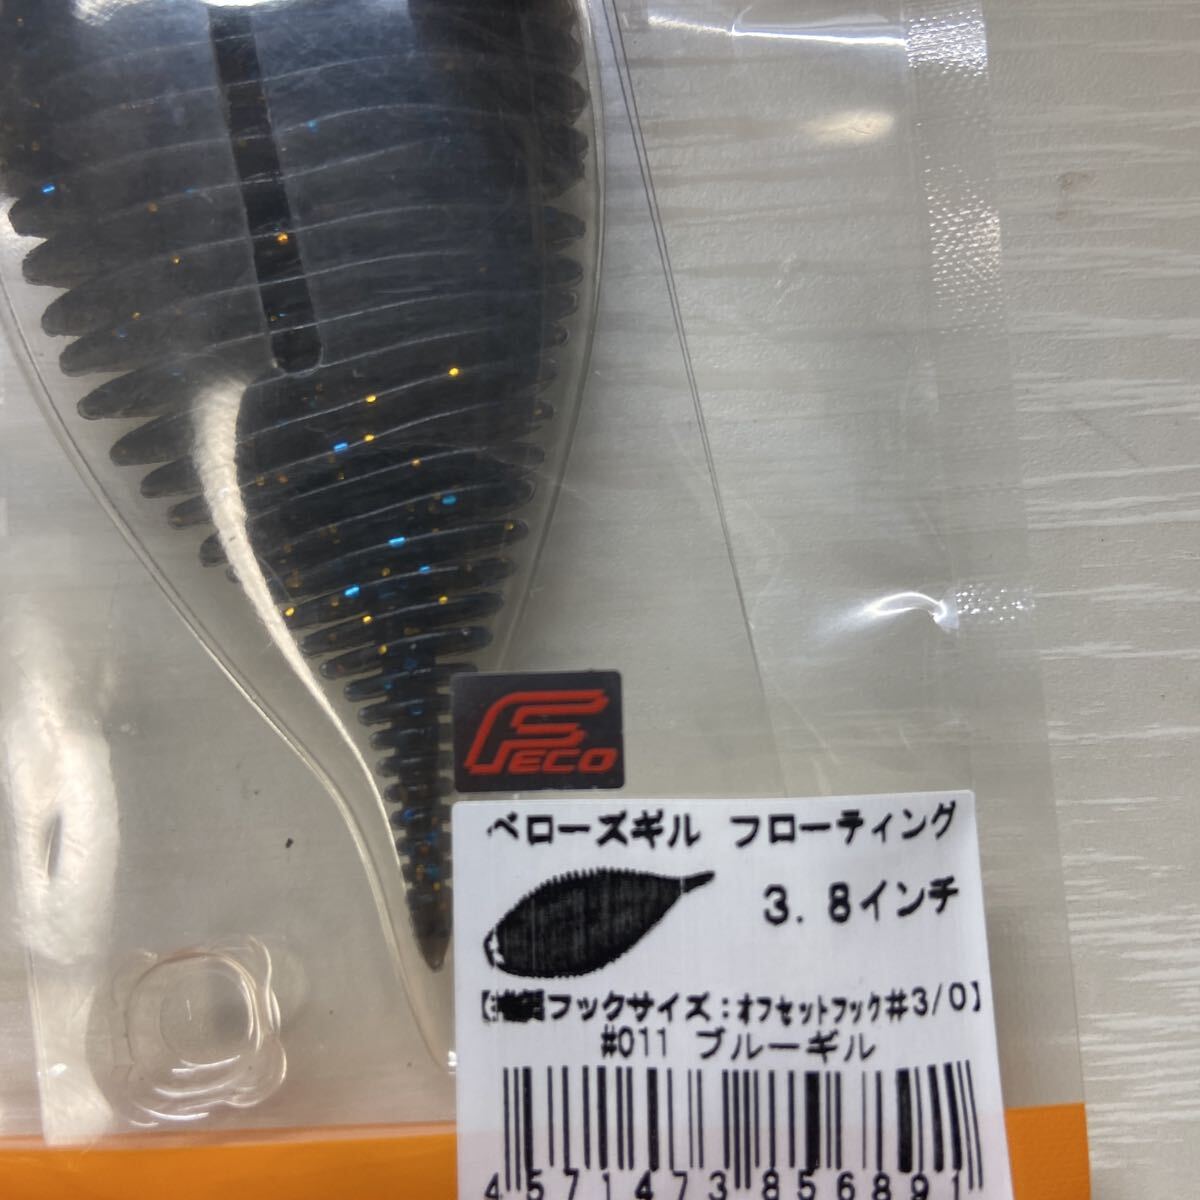 FECO
ベローズギル フローティング
3.8インチ
フックサイズ:オフセットフック#3/0】
#011 ブルーギル
4571473856891